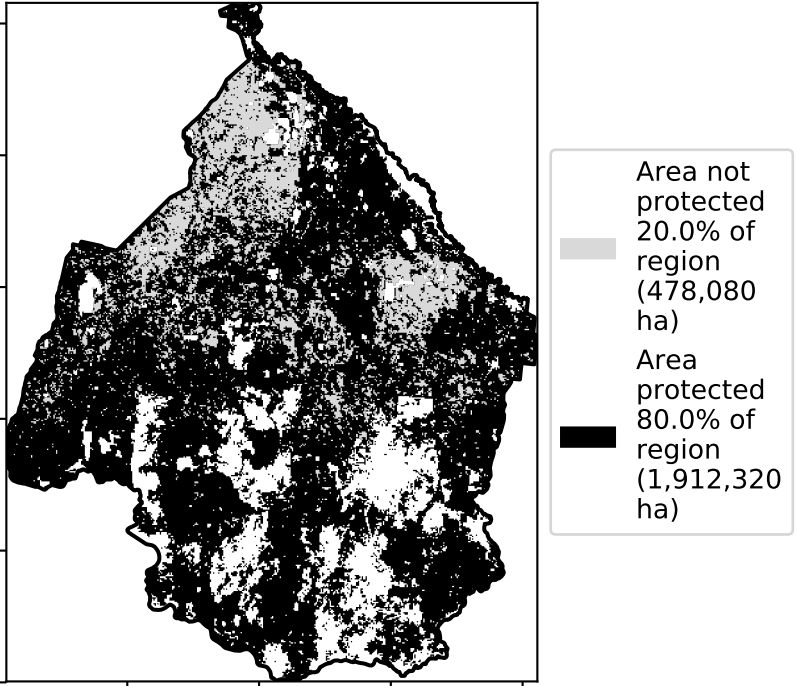 Area not
protected
20.0% of
region
(478,080
ha)
Area
protected
80.0% of
region
(1,912,320
ha)